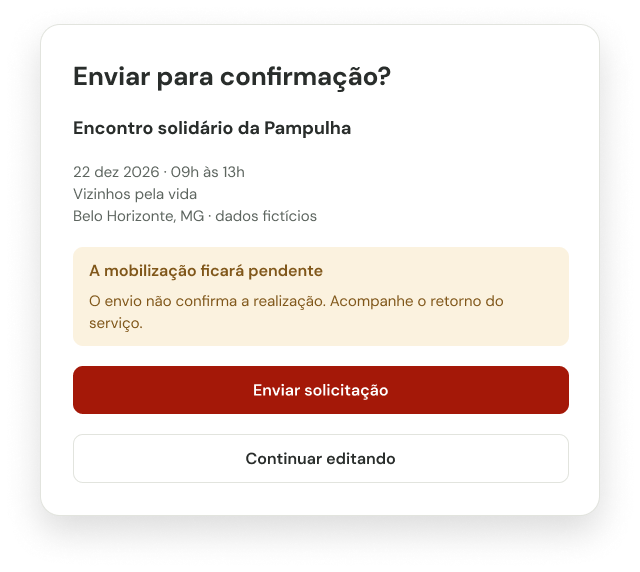 Enviar para confirmação?
Encontro solidário da Pampulha
22 dez 2026 · 09h às 13h
Vizinhos pela vida
Belo Horizonte, MG · dados fictícios
A mobilização ficará pendente
O envio não confirma a realização. Acompanhe o retorno do
serviço.
Enviar solicitação
Continuar editando